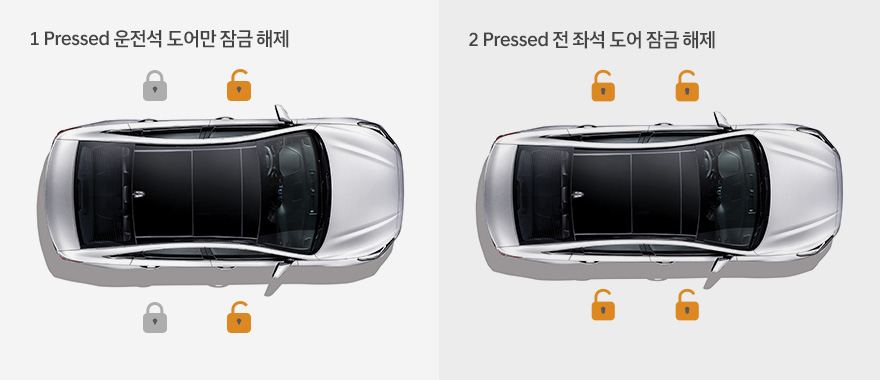 1 Pressed 운전석 도어만 잠금 해제
2 Pressed 전 좌석 도어 잠금 해제